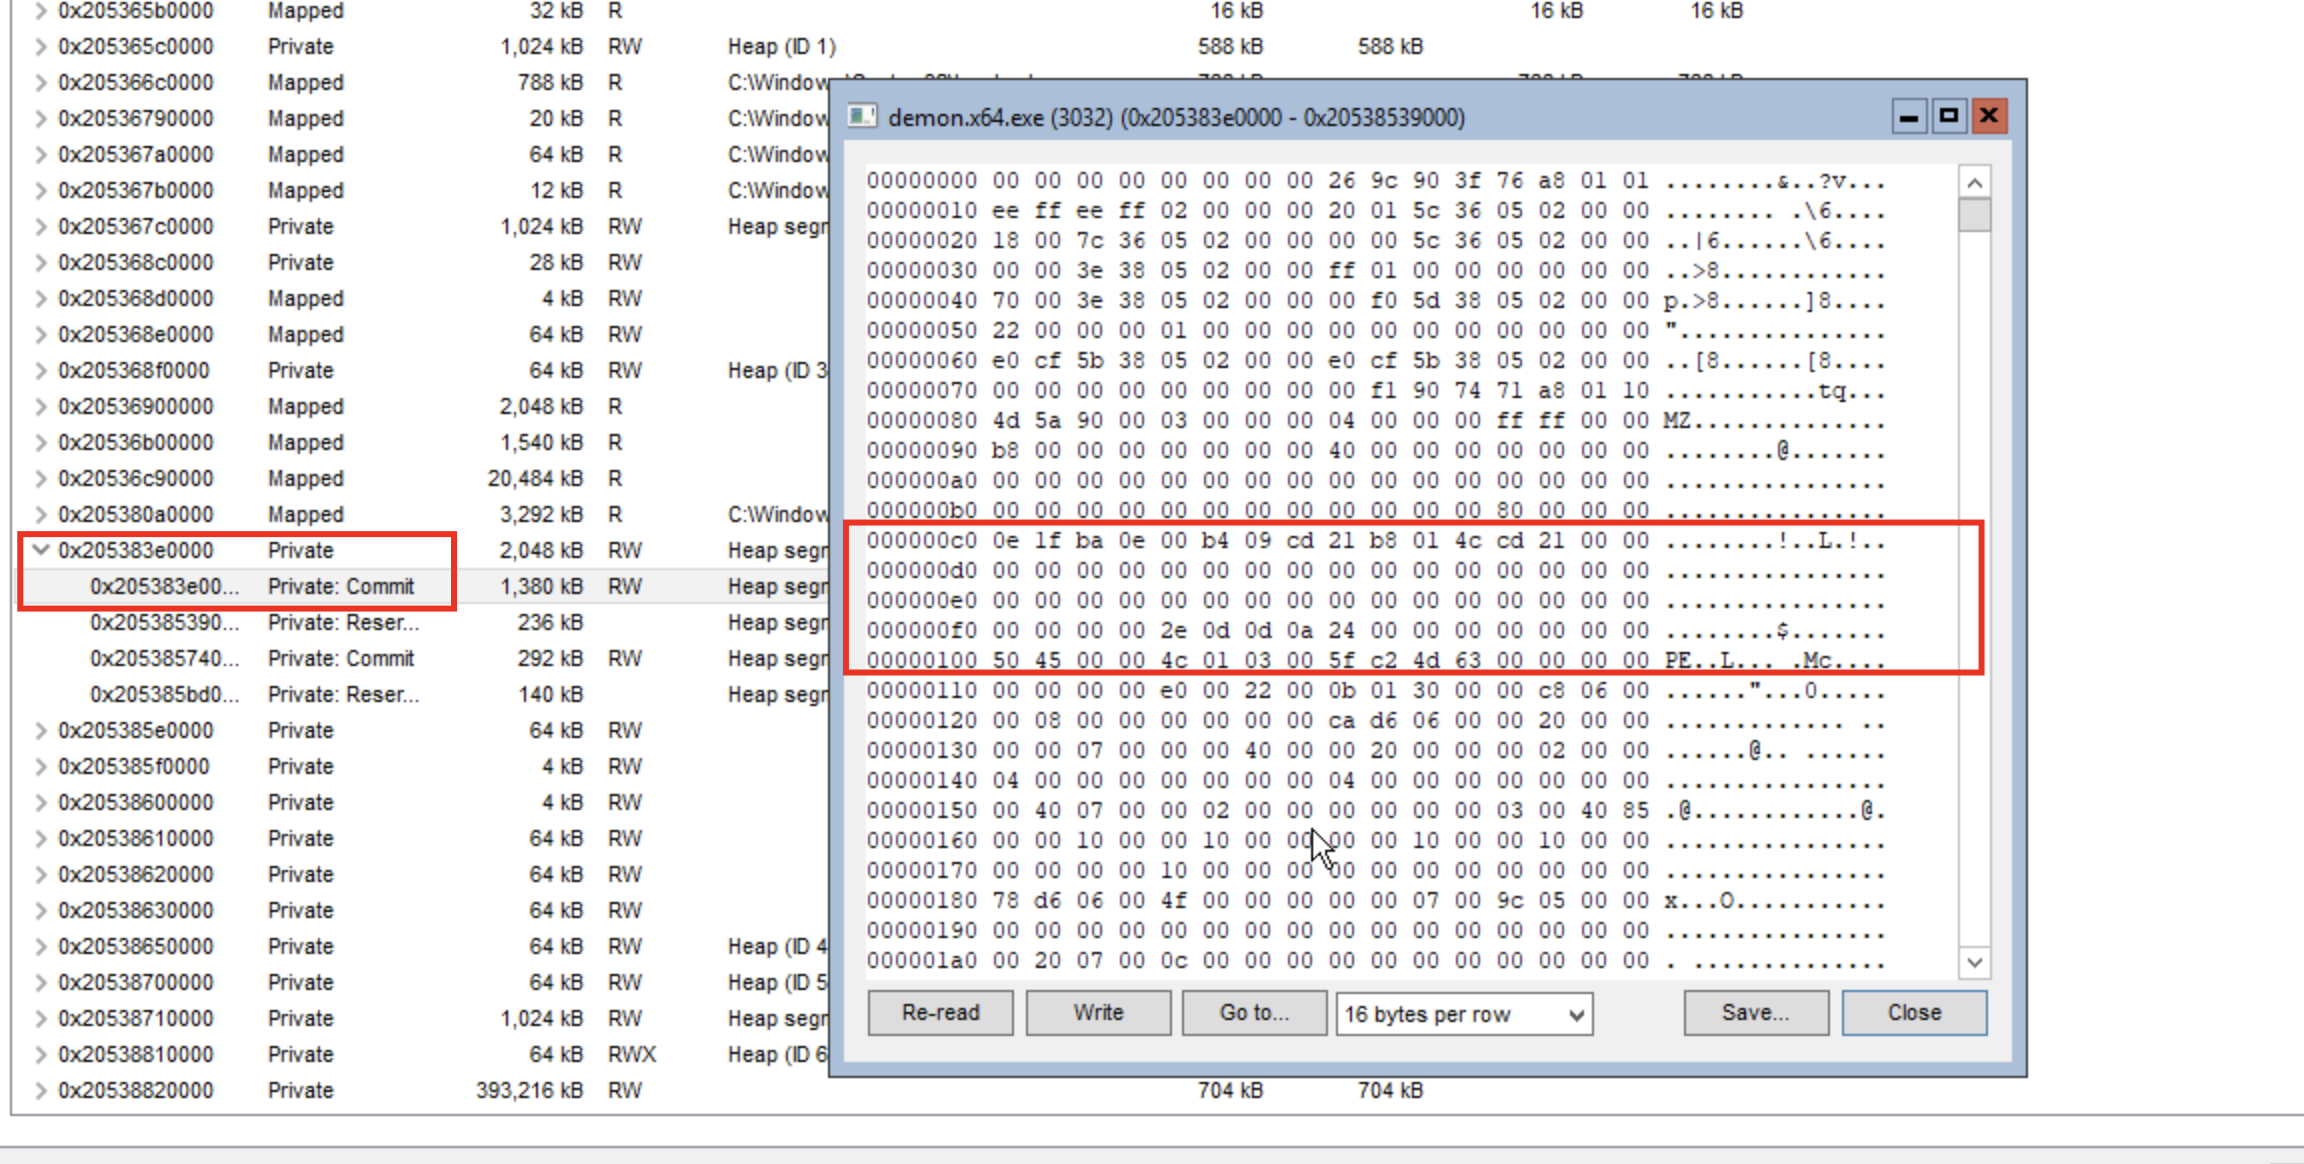 0x205365b0000 Mapped 32 kB R 16 kB 16 kB 16 kB
0x205365c0000 Private 1,024 kB RW Heap (ID 1) 588 kB 588 kB
0x205366c0000 Mapped 788 kB R C:\Window
0x20536790000 Mapped 20 kB R C:\Window
0x205367a0000 Mapped 64 kB R C:\Window
0x205367b0000 Mapped 12 kB R C:\Window
0x205367c0000 Private 1,024 kB RW Heap segr
0x205368c0000 Private 28 kB RW
0x205368d0000 Mapped 4 kB RW
0x205368e0000 Mapped 64 kB RW
0x205368f0000 Private 64 kB RW Heap (ID 3
0x20536900000 Mapped 2,048 kB R
0x20536b00000 Mapped 1,540 kB R
0x20536c90000 Mapped 20,484 kB R
0x205380a0000 Mapped 3,292 kB R C:\Window
0x205383e0000 Private 2,048 kB RW Heap segr
0x205383e00... Private: Commit 1,380 kB RW Heap segr
0x205385390... Private: Reser... 236 kB Heap segr
0x205385740... Private: Commit 292 kB RW Heap segr
0x205385bd0... Private: Reser... 140 kB Heap segr
0x205385e0000 Private 64 kB RW
0x205385f0000 Private 4 kB RW
0x20538600000 Private 4 kB RW
0x20538610000 Private 64 kB RW
0x20538620000 Private 64 kB RW
0x20538630000 Private 64 kB RW
0x20538650000 Private 64 kB RW Heap (ID 4
0x20538700000 Private 64 kB RW Heap (ID 5
0x20538710000 Private 1,024 kB RW Heap segr
0x20538810000 Private 64 kB RWX Heap (ID 6
0x20538820000 Private 393,216 kB RW 704 kB 704 kB
demon.x64.exe (3032) (0x205383e0000 - 0x20538539000)
00000000 00 00 00 00 00 00 00 00 26 9c 90 3f 76 a8 01 01 ........&..?v...
00000010 ee ff ee ff 02 00 00 00 20 01 5c 36 05 02 00 00 ........ .\6....
00000020 18 00 7c 36 05 02 00 00 00 00 5c 36 05 02 00 00 ..|6......\6....
00000030 00 00 3e 38 05 02 00 00 ff 01 00 00 00 00 00 00 ..>8............
00000040 70 00 3e 38 05 02 00 00 00 f0 5d 38 05 02 00 00 p.>8......]8....
00000050 22 00 00 00 01 00 00 00 00 00 00 00 00 00 00 00 "...............
00000060 e0 cf 5b 38 05 02 00 00 e0 cf 5b 38 05 02 00 00 ..[8......[8....
00000070 00 00 00 00 00 00 00 00 00 f1 90 74 71 a8 01 10 ...........tq...
00000080 4d 5a 90 00 03 00 00 00 04 00 00 00 ff ff 00 00 MZ..............
00000090 b8 00 00 00 00 00 00 00 40 00 00 00 00 00 00 00 ........@.......
000000a0 00 00 00 00 00 00 00 00 00 00 00 00 00 00 00 00 ................
000000b0 00 00 00 00 00 00 00 00 00 00 00 00 80 00 00 00 ................
000000c0 0e 1f ba 0e 00 b4 09 cd 21 b8 01 4c cd 21 00 00 ........!..L.!..
000000d0 00 00 00 00 00 00 00 00 00 00 00 00 00 00 00 00 ................
000000e0 00 00 00 00 00 00 00 00 00 00 00 00 00 00 00 00 ................
000000f0 00 00 00 00 2e 0d 0d 0a 24 00 00 00 00 00 00 00 ........$.......
00000100 50 45 00 00 4c 01 03 00 5f c2 4d 63 00 00 00 00 PE..L... .Mc....
00000110 00 00 00 00 e0 00 22 00 0b 01 30 00 00 c8 06 00 ......"...0.....
00000120 00 08 00 00 00 00 00 00 ca d6 06 00 00 20 00 00 ............. ..
00000130 00 00 07 00 00 00 40 00 00 20 00 00 00 02 00 00 ......@.. ......
00000140 04 00 00 00 00 00 00 00 04 00 00 00 00 00 00 00 ................
00000150 00 40 07 00 00 02 00 00 00 00 00 00 03 00 40 85 .@............@.
00000160 00 00 10 00 00 10 00 00 00 00 10 00 00 10 00 00 ................
00000170 00 00 00 00 10 00 00 00 00 00 00 00 00 00 00 00 ................
00000180 78 d6 06 00 4f 00 00 00 00 00 07 00 9c 05 00 00 x...O...........
00000190 00 00 00 00 00 00 00 00 00 00 00 00 00 00 00 00 ................
000001a0 00 20 07 00 0c 00 00 00 00 00 00 00 00 00 00 00 . ..............
Re-read Write Go to... 16 bytes per row Save... Close